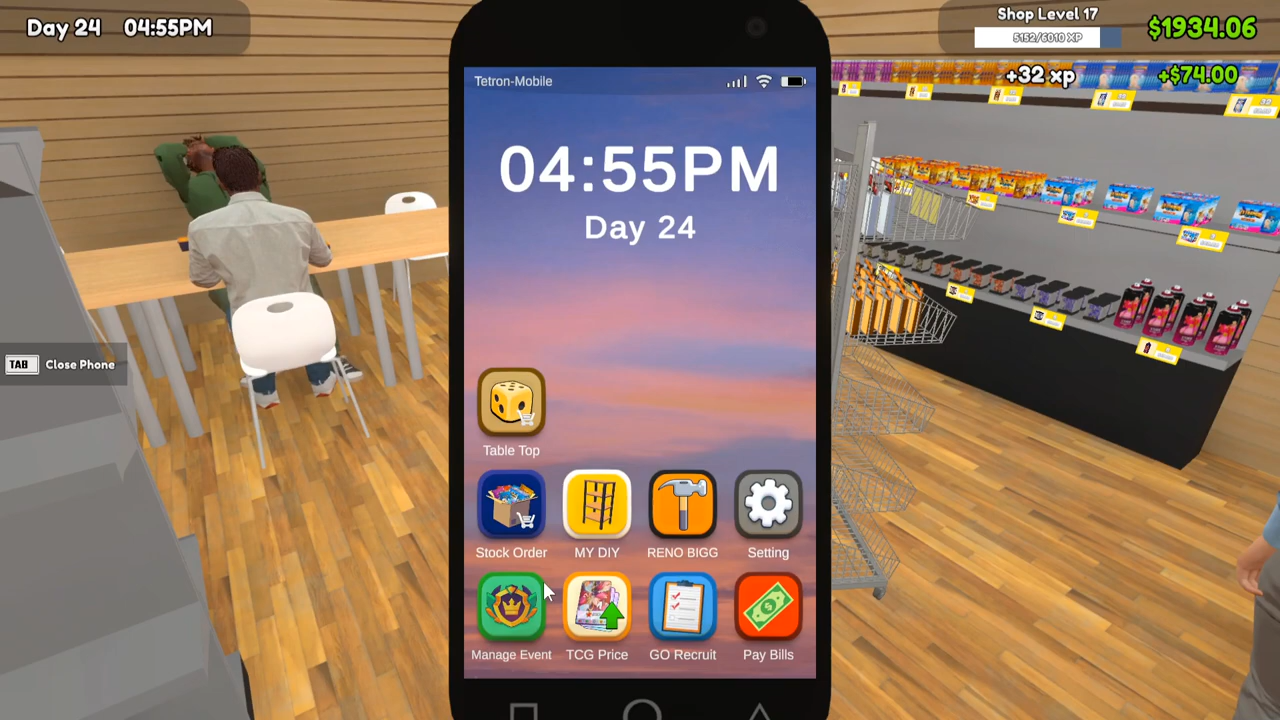 Day 24 04:55PM
Shop Level 17
5152/6010 XP
$1934.06
+32 xp
+$74.00
Tetron-Mobile
04:55PM
Day 24
TAB Close Phone
Table Top
Stock Order
MY DIY
RENO BIGG
Setting
Manage Event
TCG Price
GO Recruit
Pay Bills